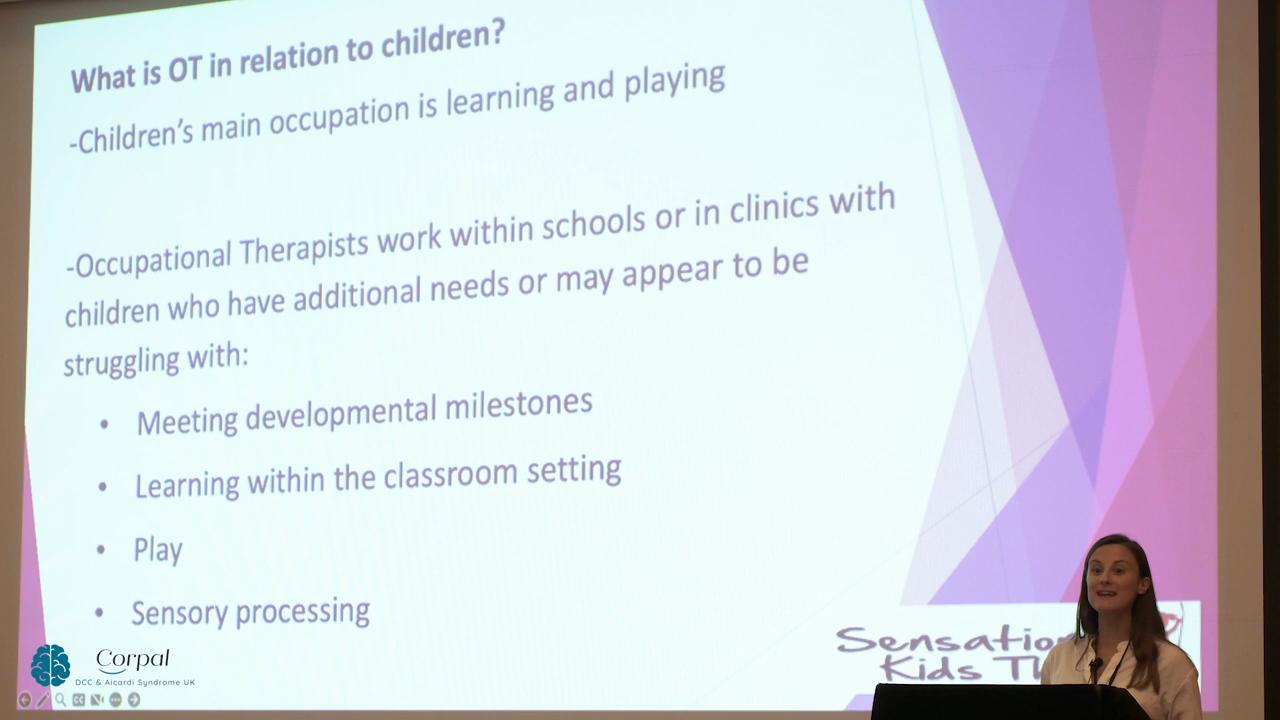 What is OT in relation to children?
-Children's main occupation is learning and playing
-Occupational Therapists work within schools or in clinics with
children who have additional needs or may appear to be
struggling with:
• Meeting developmental milestones
• Learning within the classroom setting
• Play
• Sensory processing
Corpal
DCC & Aicardi Syndrome UK
Kids